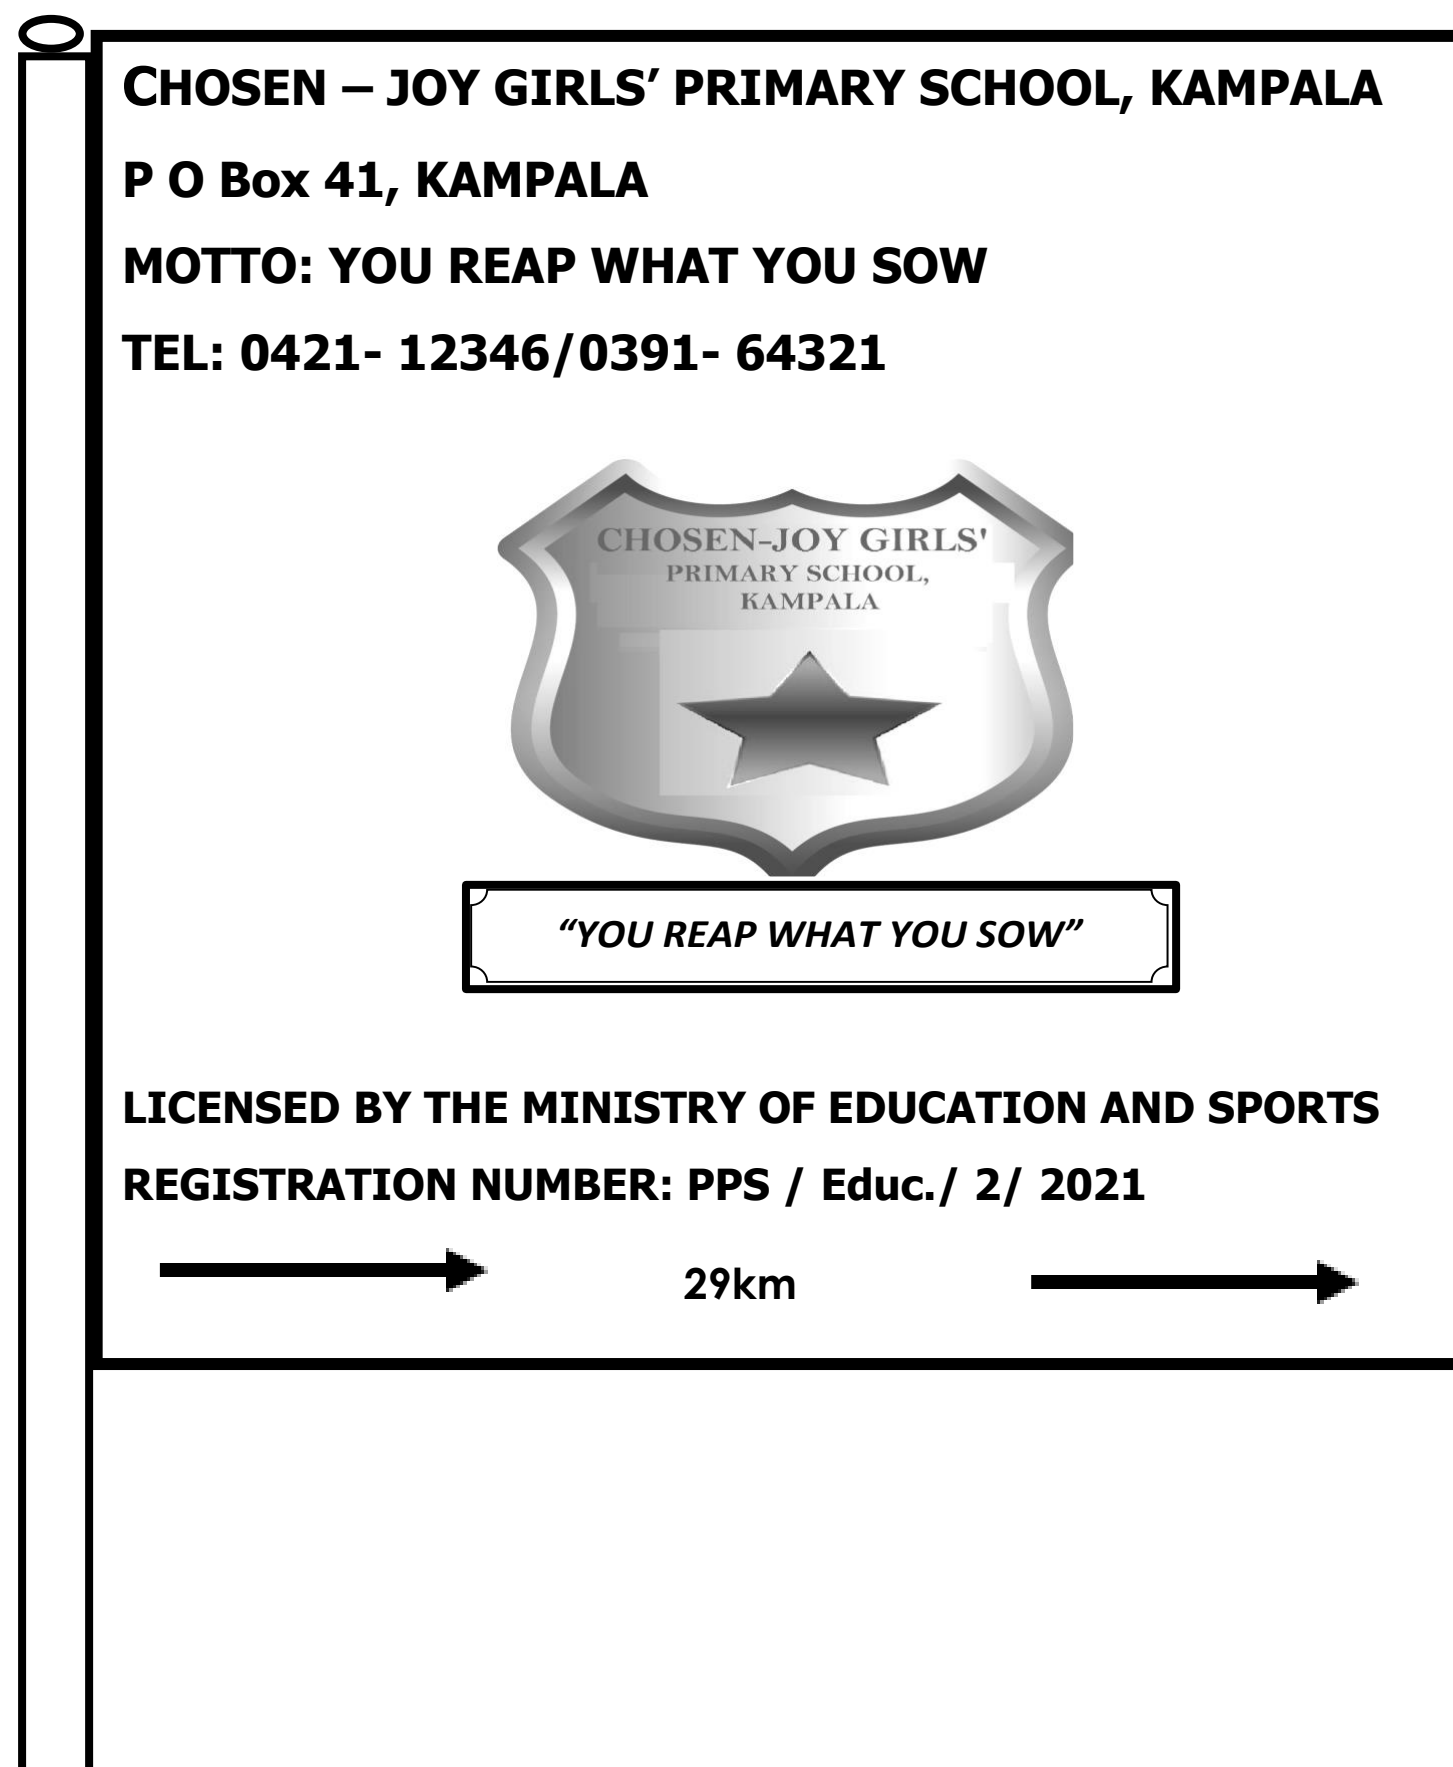 CHOSEN – JOY GIRLS’ PRIMARY SCHOOL, KAMPALA
P O Box 41, KAMPALA
MOTTO: YOU REAP WHAT YOU SOW
TEL: 0421- 12346/0391- 64321
CHOSEN-JOY GIRLS'
PRIMARY SCHOOL,
KAMPALA
“YOU REAP WHAT YOU SOW”
LICENSED BY THE MINISTRY OF EDUCATION AND SPORTS
REGISTRATION NUMBER: PPS / Educ./ 2/ 2021
29km